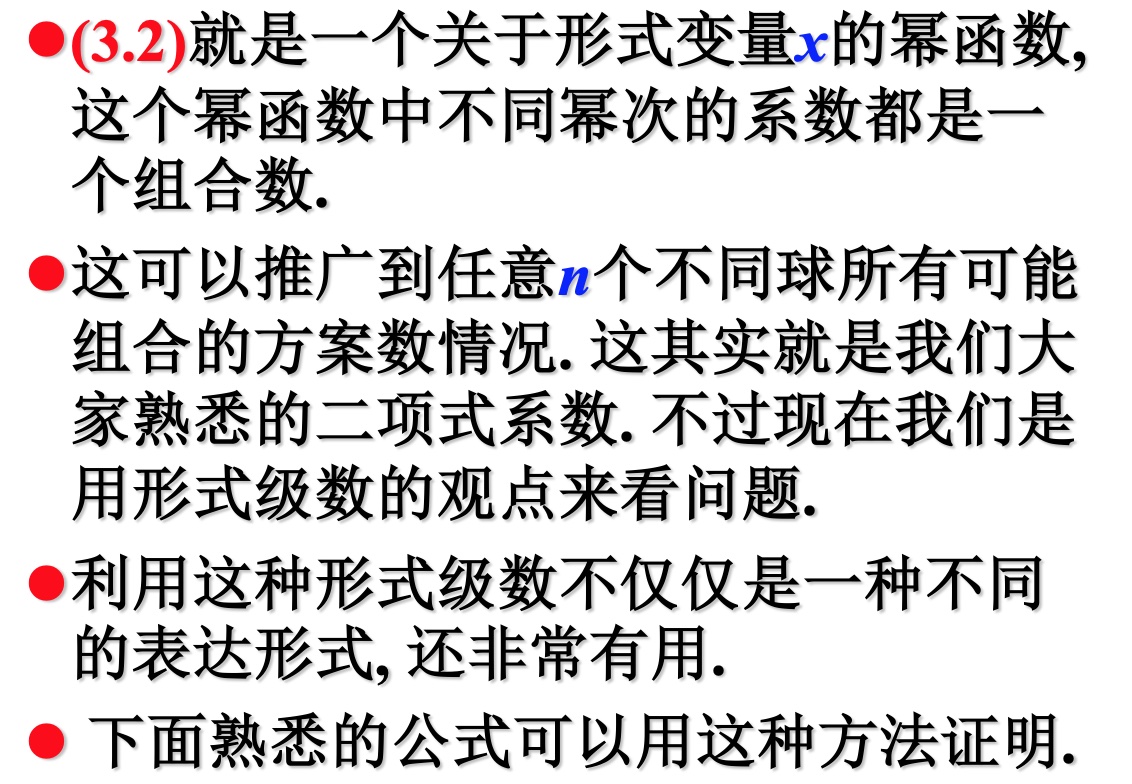 ●(3.2)就是一个关于形式变量x的幂函数,
这个幂函数中不同幂次的系数都是一
个组合数.
●这可以推广到任意n个不同球所有可能
组合的方案数情况. 这其实就是我们大
家熟悉的二项式系数. 不过现在我们是
用形式级数的观点来看问题.
●利用这种形式级数不仅仅是一种不同
的表达形式, 还非常有用.
● 下面熟悉的公式可以用这种方法证明.